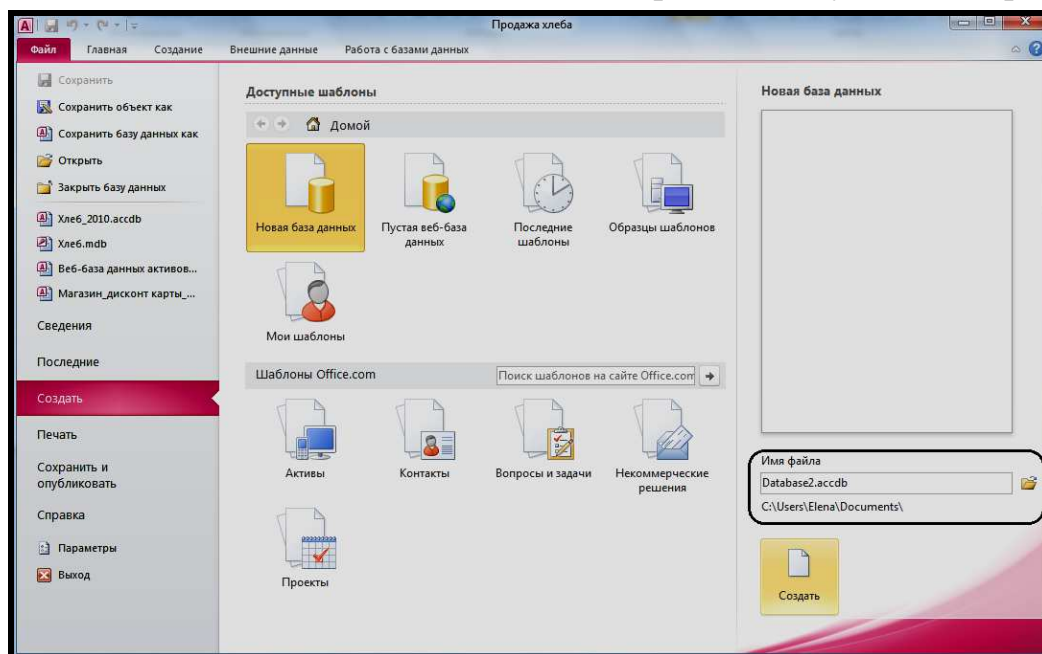 Продажа хлеба
Файл Главная Создание Внешние данные Работа с базами данных
Сохранить
Сохранить объект как
Сохранить базу данных как
Открыть
Закрыть базу данных
Хлеб_2010.accdb
Хлеб.mdb
Веб-база данных активов...
Магазин_дисконт карты_...
Сведения
Последние
Создать
Печать
Сохранить и
опубликовать
Справка
Параметры
Выход
Доступные шаблоны
Домой
Новая база данных
Пустая веб-база
данных
Последние
шаблоны
Образцы шаблонов
Мои шаблоны
Шаблоны Office.com
Поиск шаблонов на сайте Office.com
Активы
Контакты
Вопросы и задачи
Некоммерческие
решения
Проекты
Новая база данных
Имя файла
Database2.accdb
C:\Users\Elena\Documents\
Создать